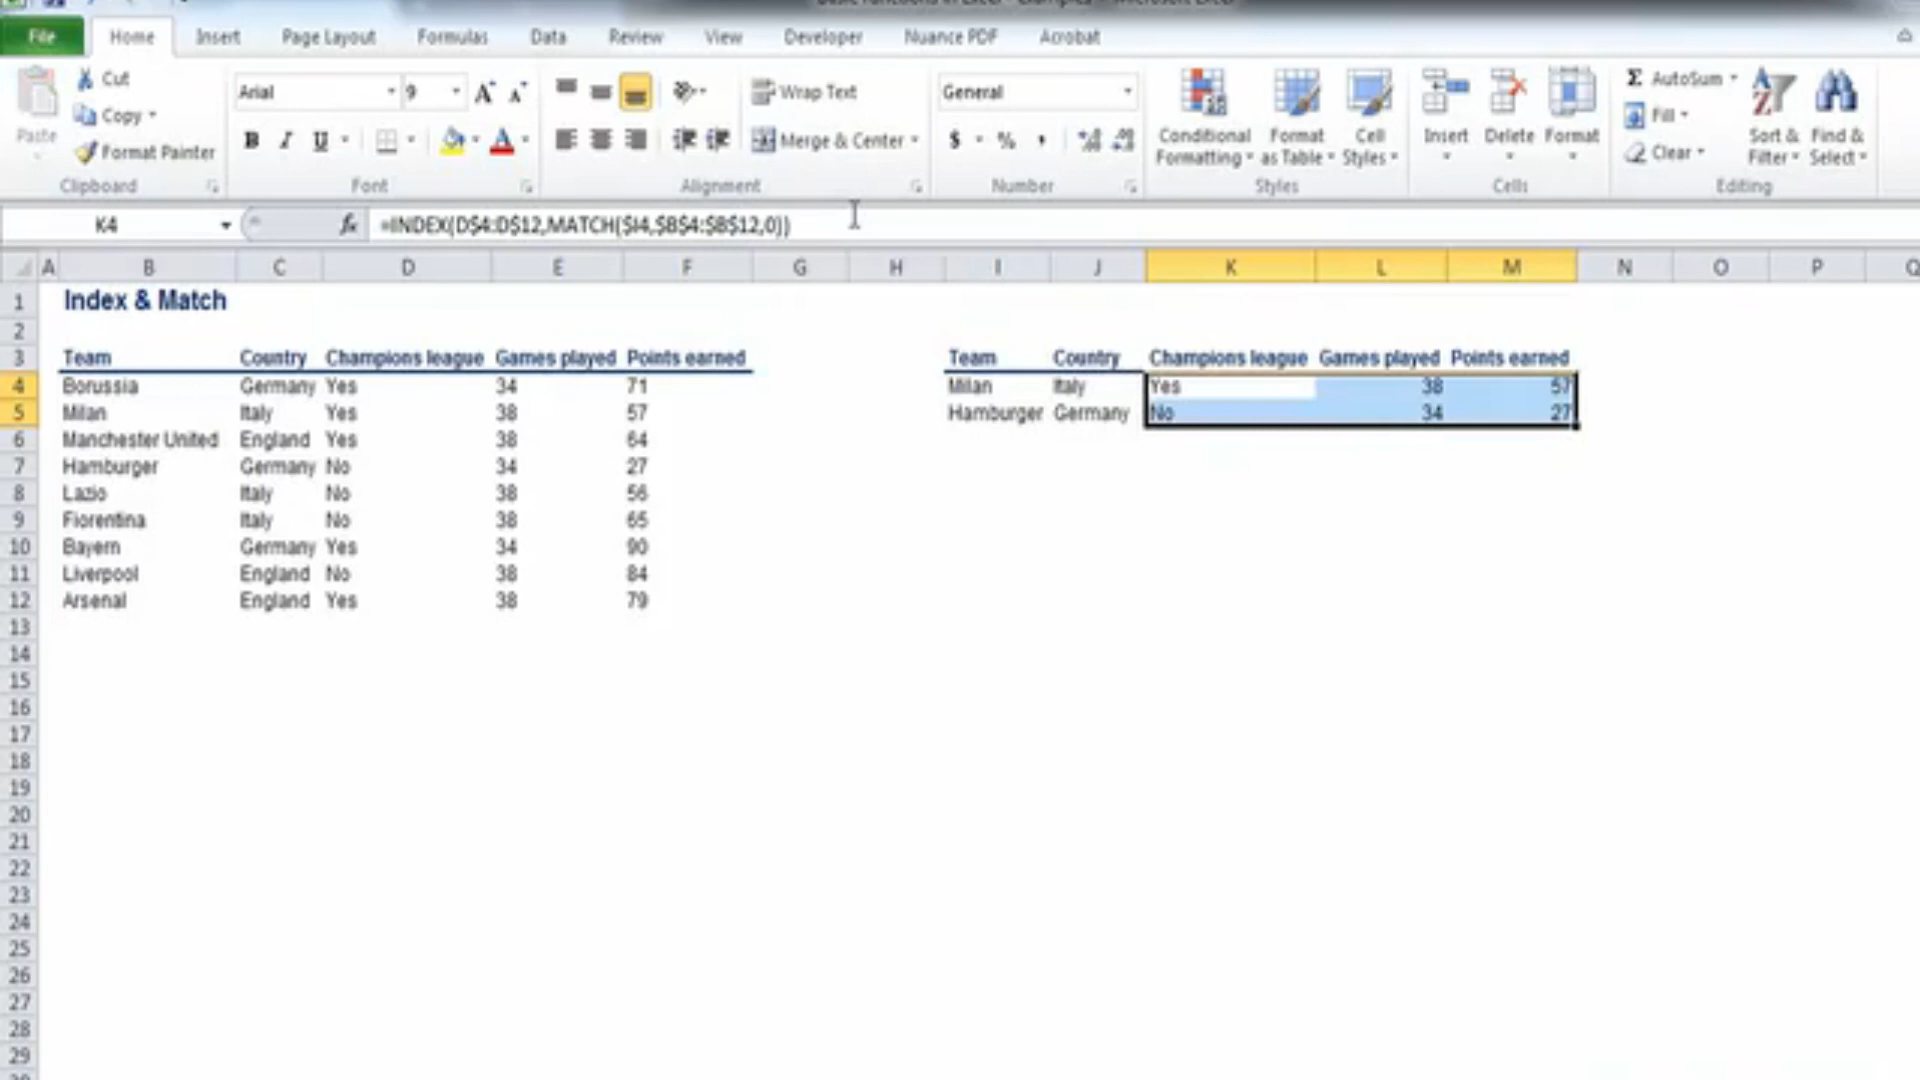 File Home Insert Page Layout Formulas Data Review View Developer Nuance PDF Acrobat
Paste Cut Copy Format Painter
Arial 9 A A
B I U A
Wrap Text
Merge & Center
General
$ % ,
Conditional Formatting Format as Table Cell Styles
Insert Delete Format
Σ AutoSum Fill Clear
Sort & Filter Find & Select
Clipboard Font Alignment Number Styles Cells Editing
K4 fx =INDEX(D$4:D$12,MATCH($I4,$B$4:$B$12,0))
A B C D E F G H I J K L M N O P Q
1 Index & Match
2
3 Team Country Champions league Games played Points earned Team Country Champions league Games played Points earned
4 Borussia Germany Yes 34 71 Milan Italy Yes 38 57
5 Milan Italy Yes 38 57 Hamburger Germany No 34 27
6 Manchester United England Yes 38 64
7 Hamburger Germany No 34 27
8 Lazio Italy No 38 56
9 Fiorentina Italy No 38 65
10 Bayern Germany Yes 34 90
11 Liverpool England No 38 84
12 Arsenal England Yes 38 79
13
14
15
16
17
18
19
20
21
22
23
24
25
26
27
28
29